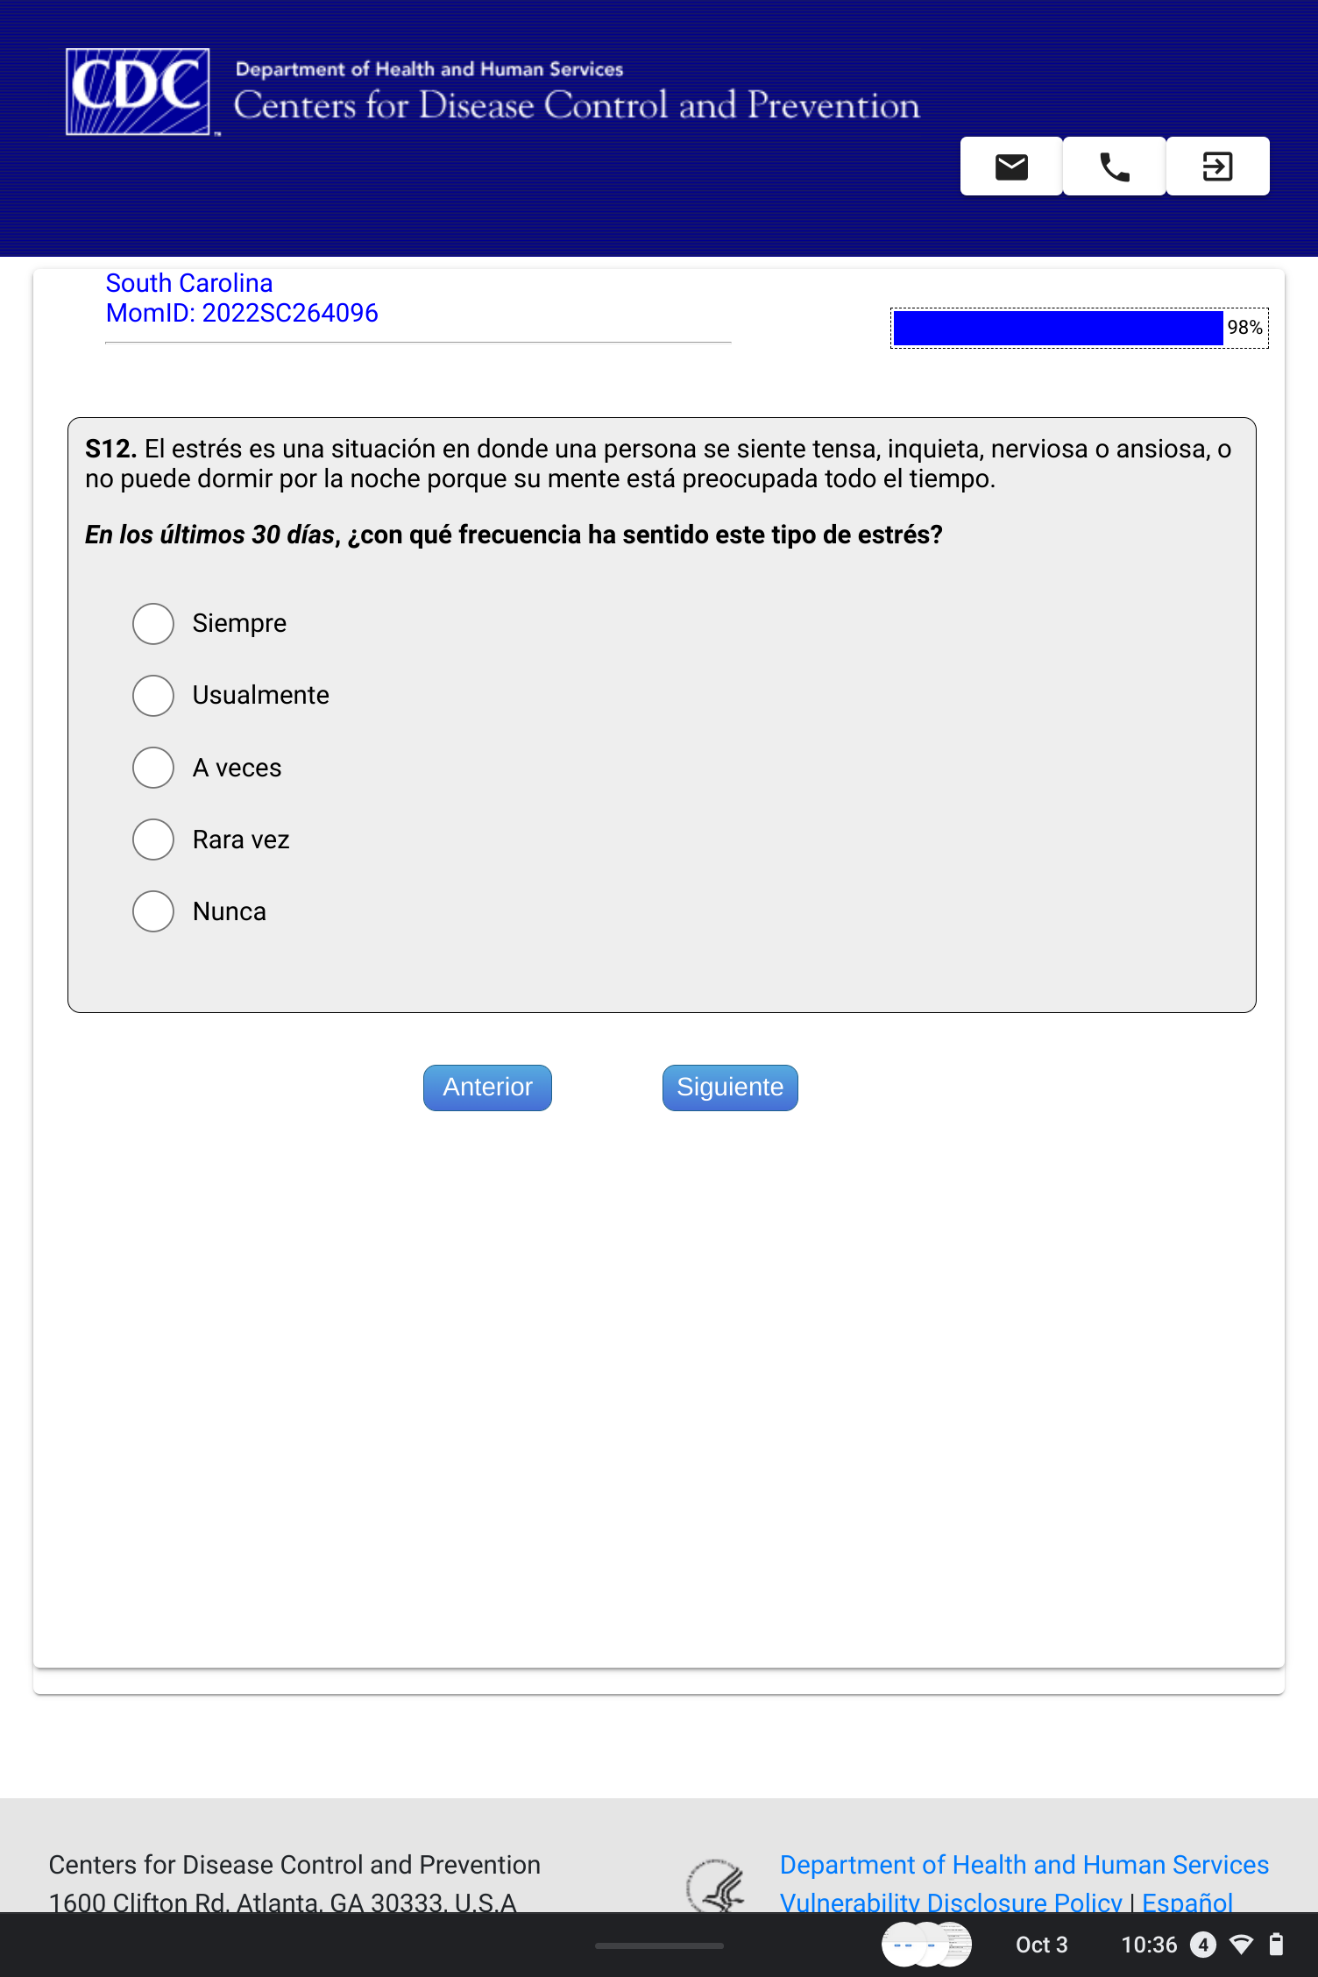 CDC
Department of Health and Human Services
Centers for Disease Control and Prevention
South Carolina
MomID: 2022SC264096
98%
S12. El estrés es una situación en donde una persona se siente tensa, inquieta, nerviosa o ansiosa, o
no puede dormir por la noche porque su mente está preocupada todo el tiempo.
En los últimos 30 días, ¿con qué frecuencia ha sentido este tipo de estrés?
Siempre
Usualmente
A veces
Rara vez
Nunca
Anterior
Siguiente
Centers for Disease Control and Prevention
1600 Clifton Rd. Atlanta, GA 30333, U.S.A
Department of Health and Human Services
Vulnerability Disclosure Policy | Español
Oct 3
10:36
4